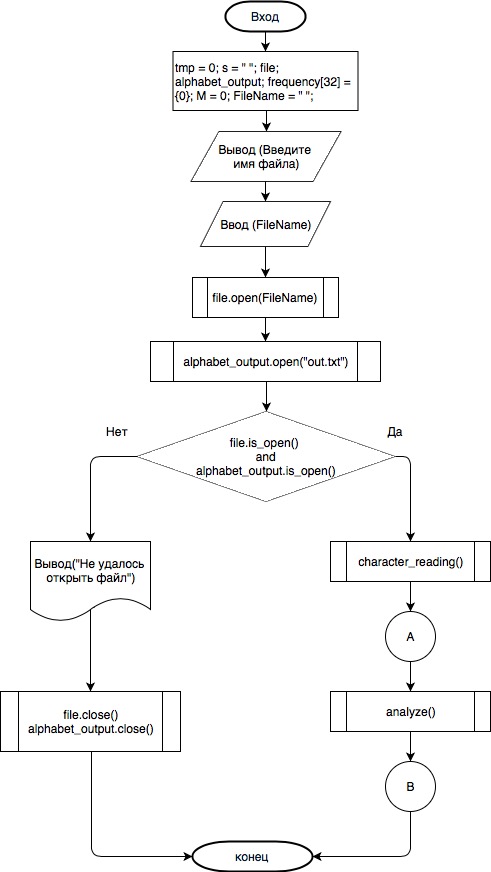 Вход
tmp = 0; s = " "; file;
alphabet_output; frequency[32] =
{0}; M = 0; FileName = " ";
Вывод (Введите
имя файла)
Ввод (FileName)
file.open(FileName)
alphabet_output.open("out.txt")
Нет
Да
file.is_open()
and
alphabet_output.is_open()
Вывод("Не удалось
открыть файл")
character_reading()
A
file.close()
alphabet_output.close()
analyze()
B
конец